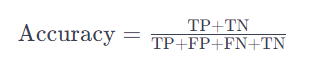 Accuracy = TP+TN / TP+FP+FN+TN